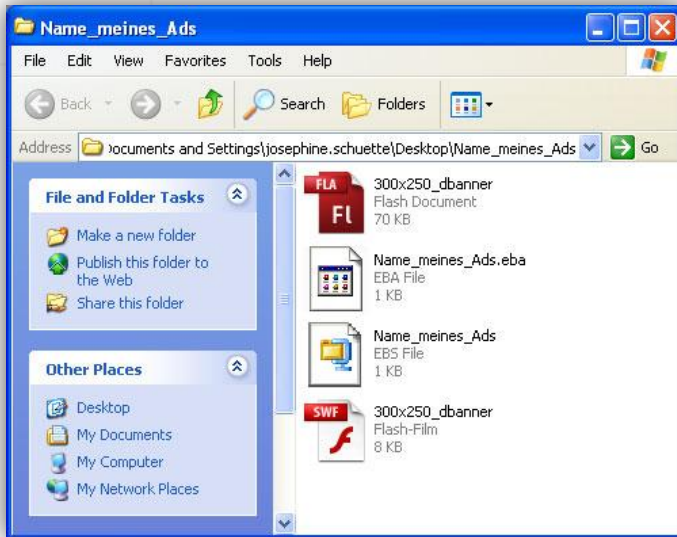 Name_meines_Ads
File Edit View Favorites Tools Help
Back Search Folders
Address ocuments and Settings\josephine.schuette\Desktop\Name_meines_Ads Go
File and Folder Tasks
Make a new folder
Publish this folder to
the Web
Share this folder
Other Places
Desktop
My Documents
My Computer
My Network Places
FLA
Fl
300x250_dbanner
Flash Document
70 KB
Name_meines_Ads.eba
EBA File
1 KB
Name_meines_Ads
EBS File
1 KB
SWF
300x250_dbanner
Flash-Film
8 KB